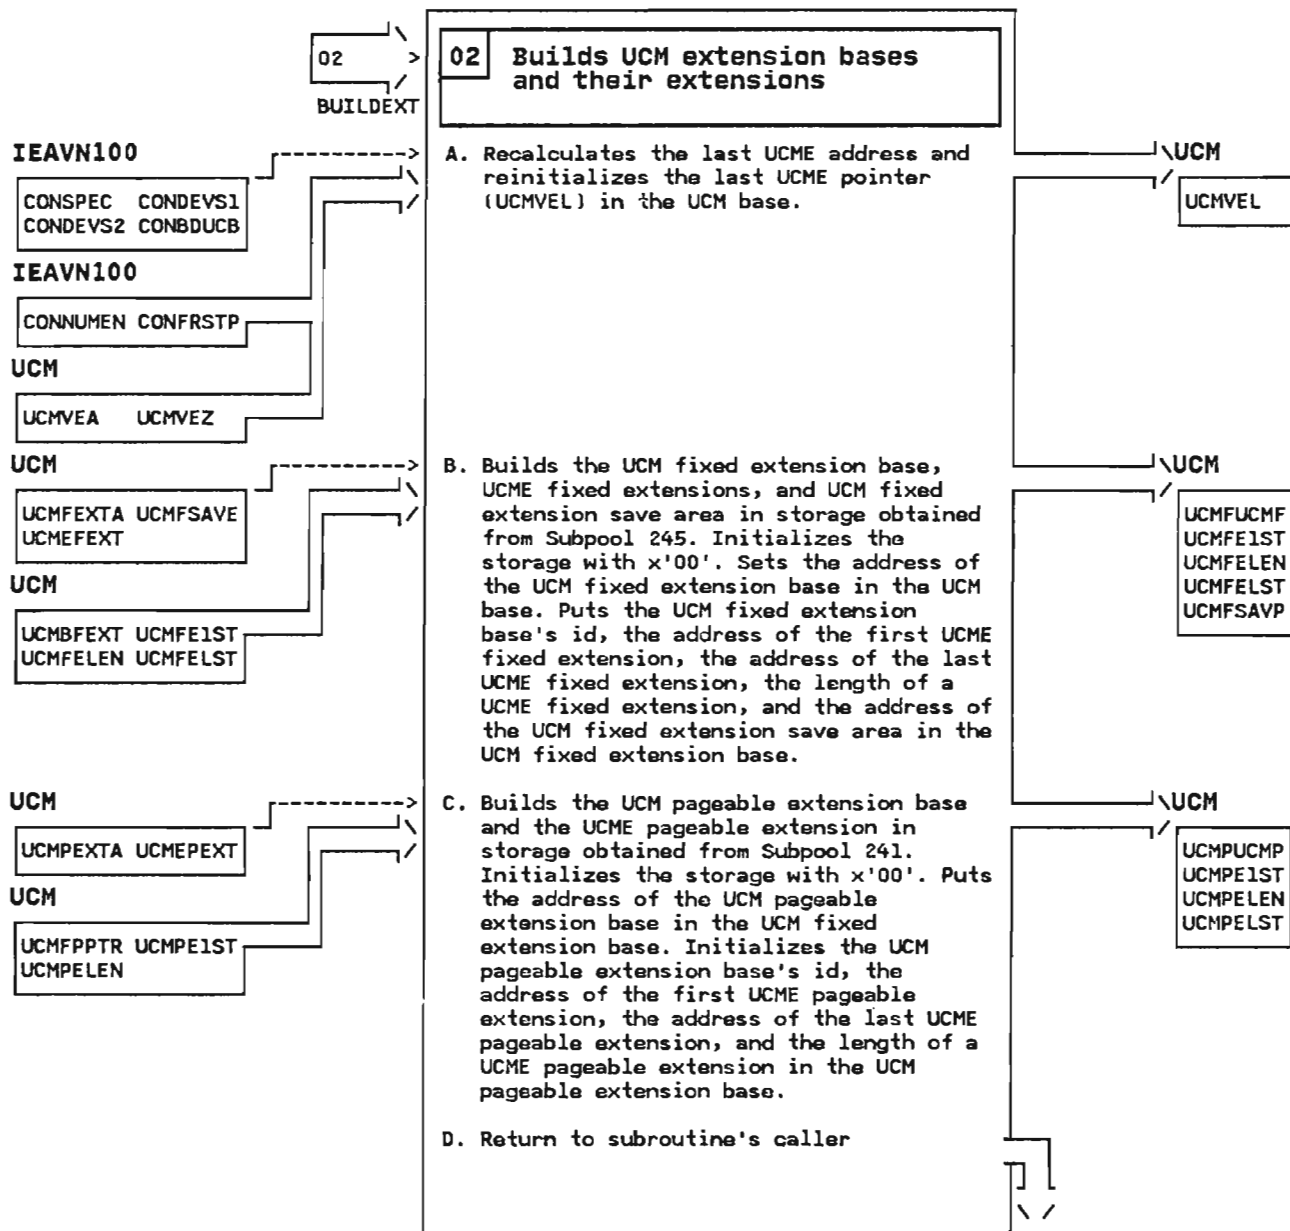 02
BUILDEXT
02 Builds UCM extension bases
and their extensions
IEAVN100
CONSPEC CONDEVS1
CONDEVS2 CONBDUCB
IEAVN100
CONNUMEN CONFRSTP
UCM
UCMVEA UCMVEZ
A. Recalculates the last UCME address and
reinitializes the last UCME pointer
(UCMVEL) in the UCM base.
UCM
UCMVEL
UCM
UCMFEXTA UCMFSAVE
UCMEFEXT
UCM
UCMBFEXT UCMFE1ST
UCMFELEN UCMFELST
B. Builds the UCM fixed extension base,
UCME fixed extensions, and UCM fixed
extension save area in storage obtained
from Subpool 245. Initializes the
storage with x'00'. Sets the address of
the UCM fixed extension base in the UCM
base. Puts the UCM fixed extension
base's id, the address of the first UCME
fixed extension, the address of the last
UCME fixed extension, the length of a
UCME fixed extension, and the address of
the UCM fixed extension save area in the
UCM fixed extension base.
UCM
UCMFUCMF
UCMFE1ST
UCMFELEN
UCMFELST
UCMFSAVP
UCM
UCMPEXTA UCMEPEXT
UCM
UCMFPPTR UCMPE1ST
UCMPELEN
C. Builds the UCM pageable extension base
and the UCME pageable extension in
storage obtained from Subpool 241.
Initializes the storage with x'00'. Puts
the address of the UCM pageable
extension base in the UCM fixed
extension base. Initializes the UCM
pageable extension base's id, the
address of the first UCME pageable
extension, the address of the last UCME
pageable extension, and the length of a
UCME pageable extension in the UCM
pageable extension base.
UCM
UCMPUCMP
UCMPE1ST
UCMPELEN
UCMPELST
D. Return to subroutine's caller